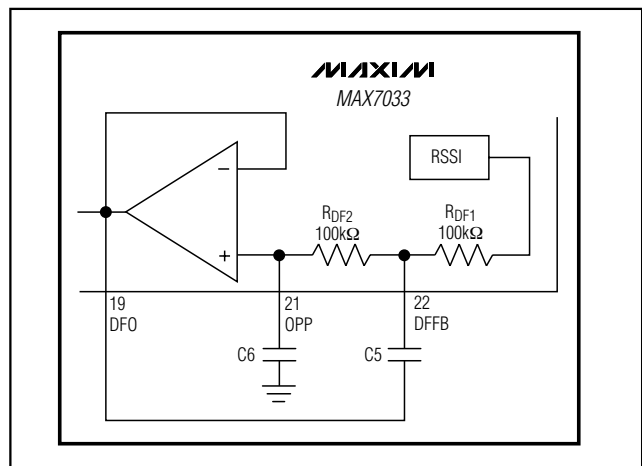 MAXIM
MAX7033
RSSI
−
RDF2
100kΩ
RDF1
100kΩ
+
19
DFO
21
OPP
22
DFFB
C6
C5